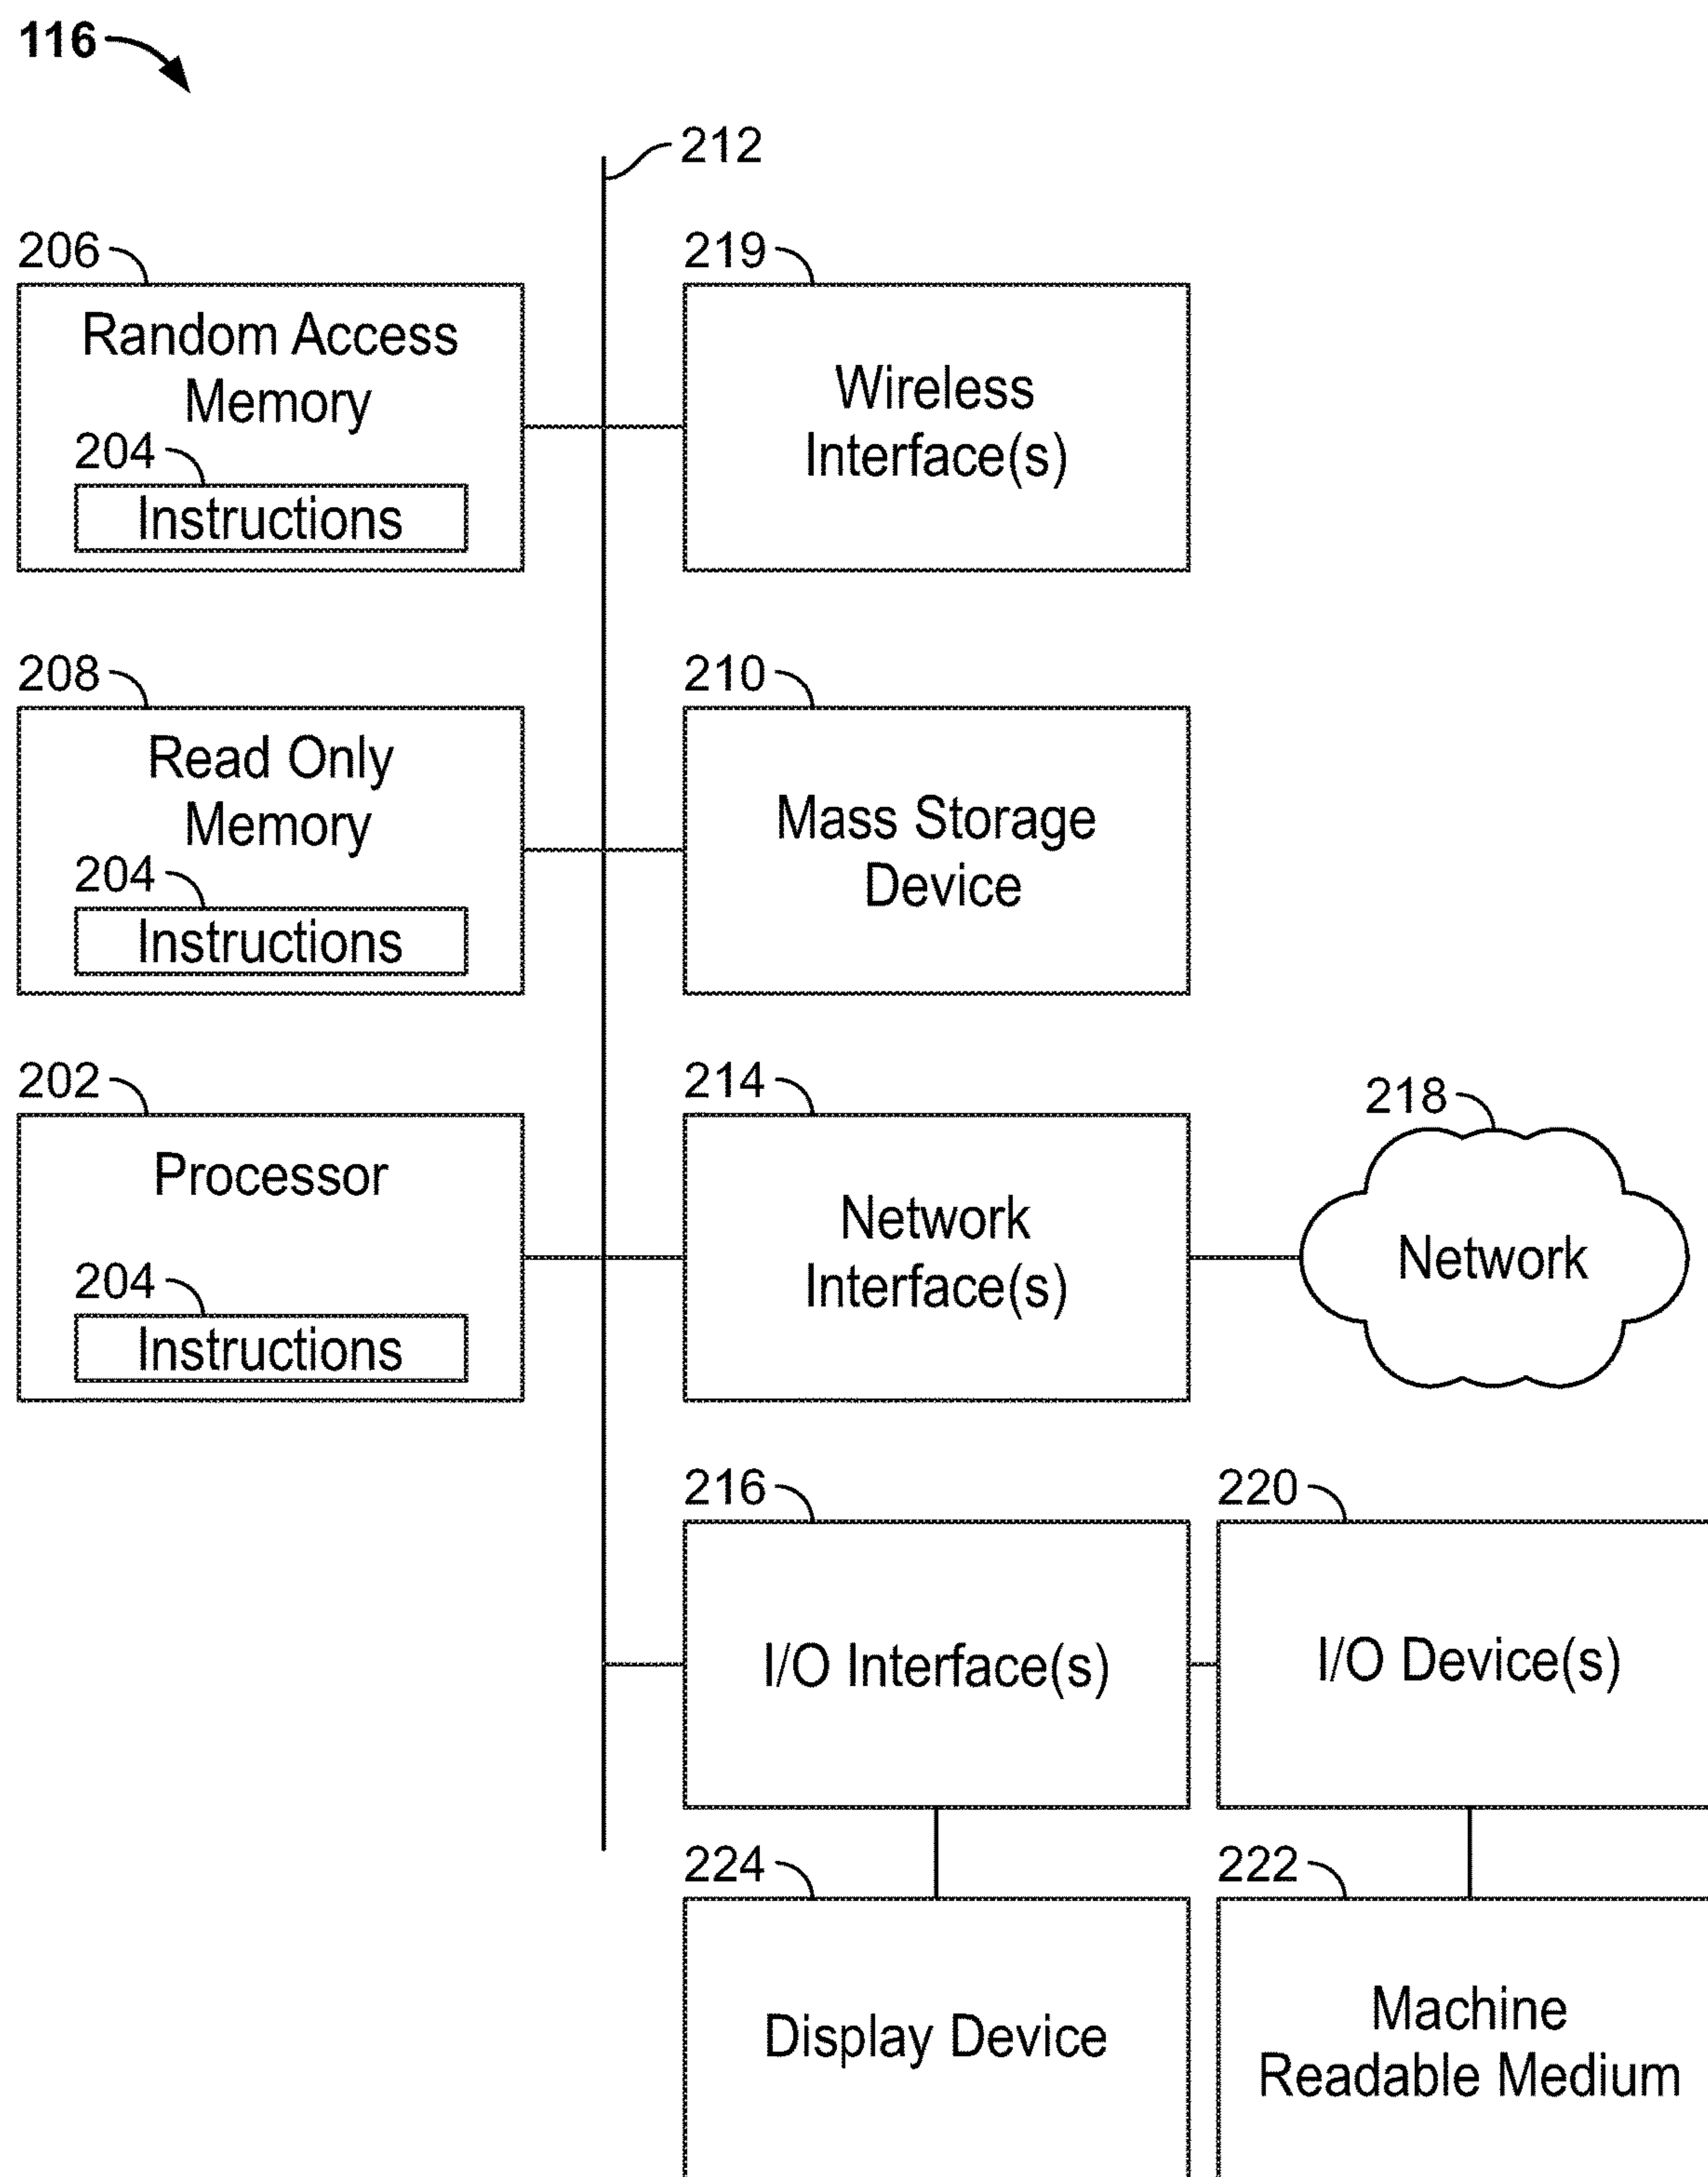 116
212
206
Random Access
Memory
204
Instructions
219
Wireless
Interface(s)
208
Read Only
Memory
204
Instructions
210
Mass Storage
Device
202
Processor
204
Instructions
214
Network
Interface(s)
218
Network
216
I/O Interface(s)
220
I/O Device(s)
224
Display Device
222
Machine
Readable Medium